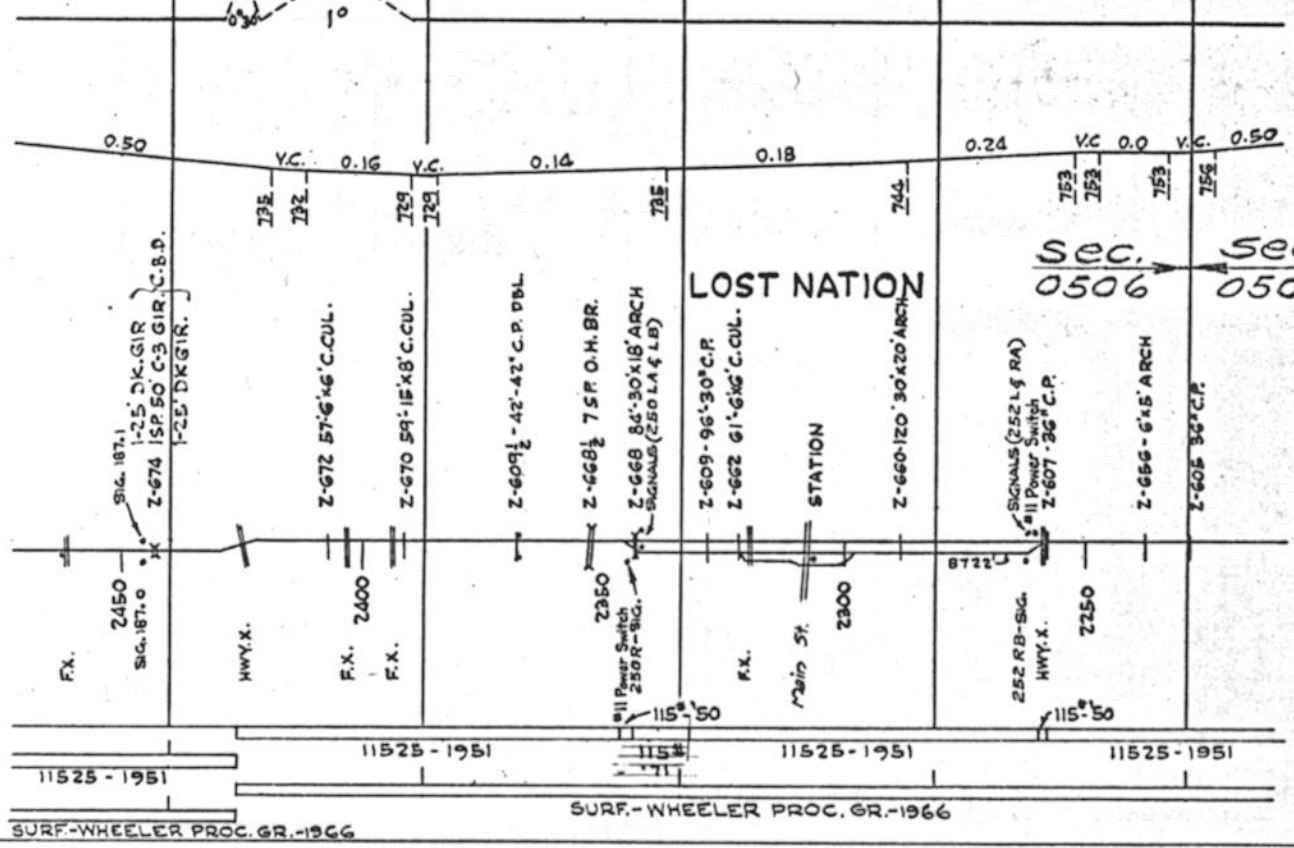 0°30'
1°
0.50
V.C.
0.16
V.C.
0.14
0.18
0.24
V.C
0.0
V.C.
0.50
735
732
729
729
735
744
753
753
753
756
LOST NATION
Sec.
0506
SIG. 187.1
1-25' DK.GIR
Z-674 1SP. 50' C-3 GIR.
1-25' DK GIR.
C.B.D.
Z-672 57'-6'X6' C.CUL.
Z-670 59'-15'X8' C.CUL.
Z-609½ - 42'-42" C.P. DBL.
Z-668½ 7 SP. O.H. BR.
Z-668 84'-30'X18' ARCH
SIGNALS (250 LA & LB)
Z-609-96'-30" C.P.
Z-662 61'-6'X6' C.CUL.
STATION
Z-660-120' 30'X20' ARCH
SIGNALS (252 L & RA)
#11 Power Switch
Z-607-36" C.P.
Z-656-6'X5' ARCH
Z-605 36" C.P.
8722'
F.X.
2450
SIG. 187.0
HWY.X.
F.X.
2400
F.X.
2350
#11 Power Switch
250R-SIG.
F.X.
Main St.
2300
252 RB-SIG.
HWY.X.
2250
115#-'50
115#-'50
11525-1951
115#
'71
11525-1951
11525-1951
11525-1951
SURF.-WHEELER PROC. GR.-1966
SURF.-WHEELER PROC. GR.-1966